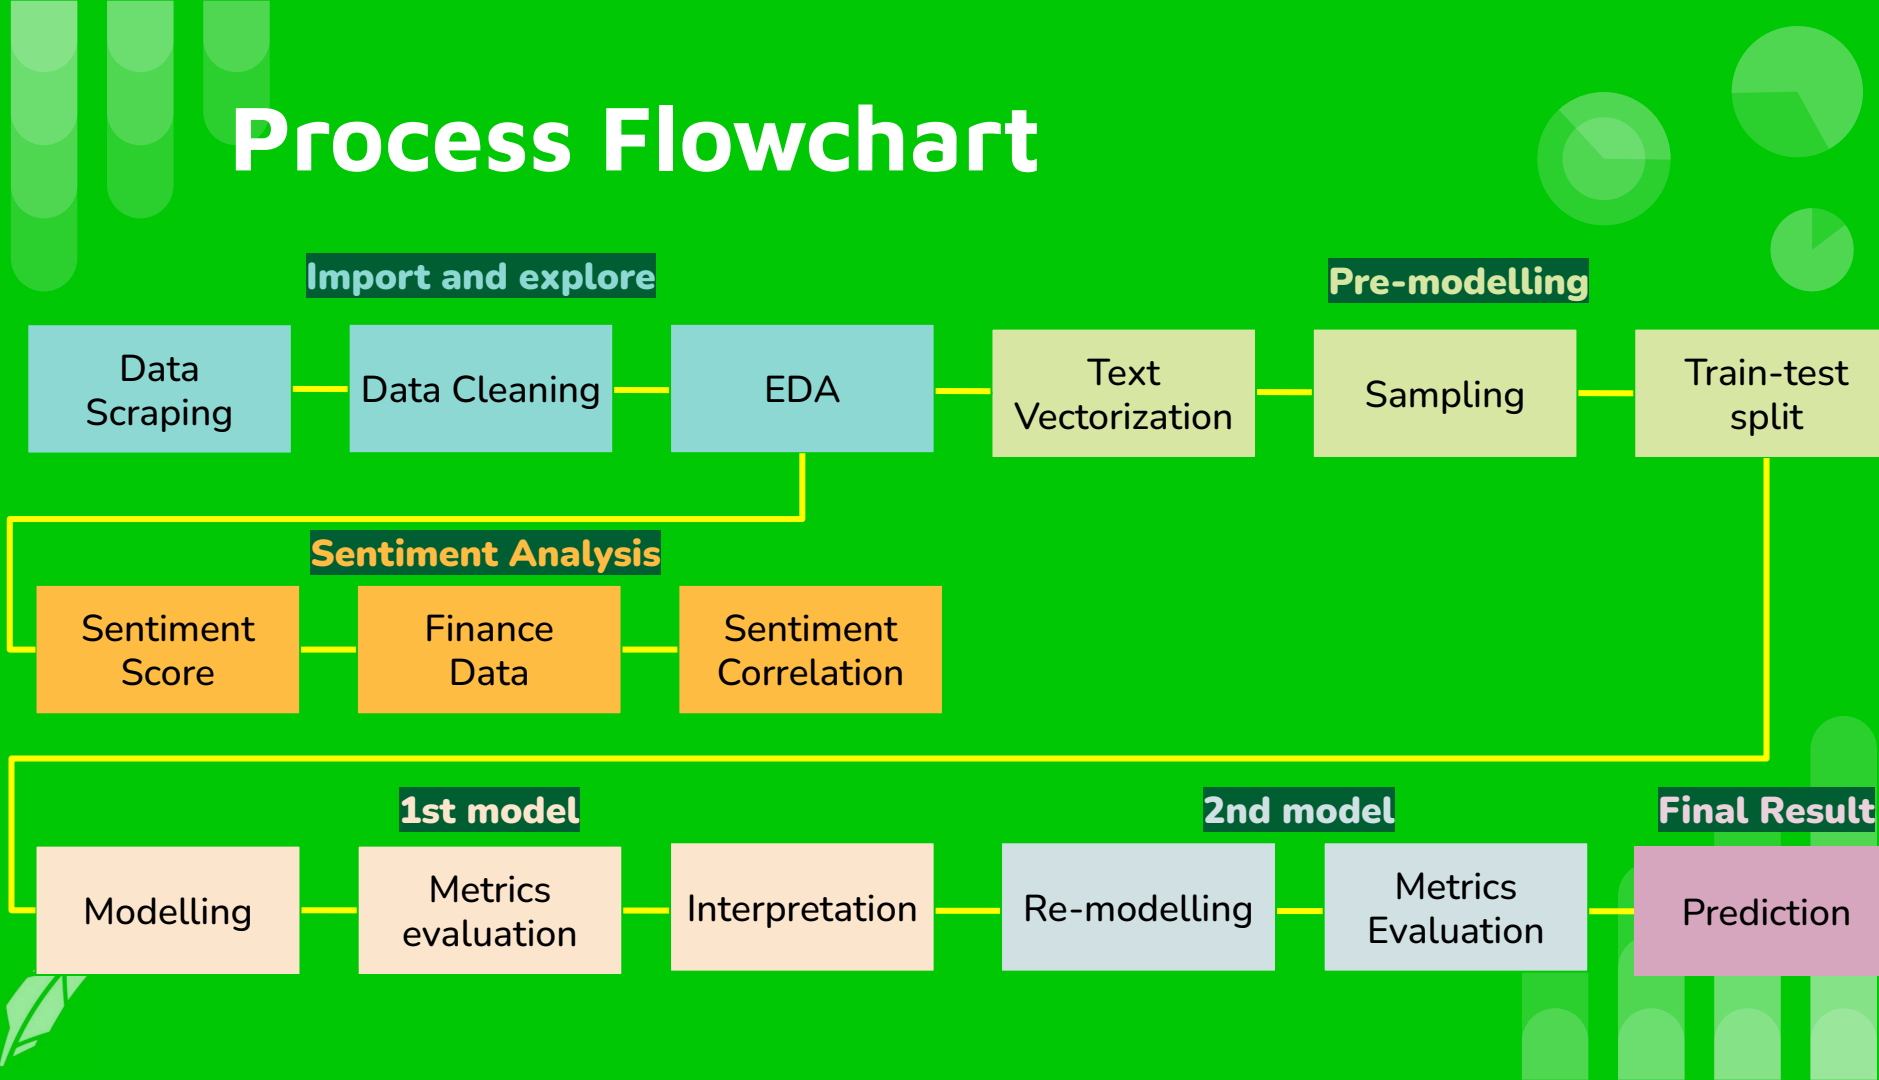 Process Flowchart
Import and explore
Pre-modelling
Data
Scraping
Data Cleaning
EDA
Text
Vectorization
Sampling
Train-test
split
Sentiment Analysis
Sentiment
Score
Finance
Data
Sentiment
Correlation
1st model
2nd model
Final Result
Modelling
Metrics
evaluation
Interpretation
Re-modelling
Metrics
Evaluation
Prediction